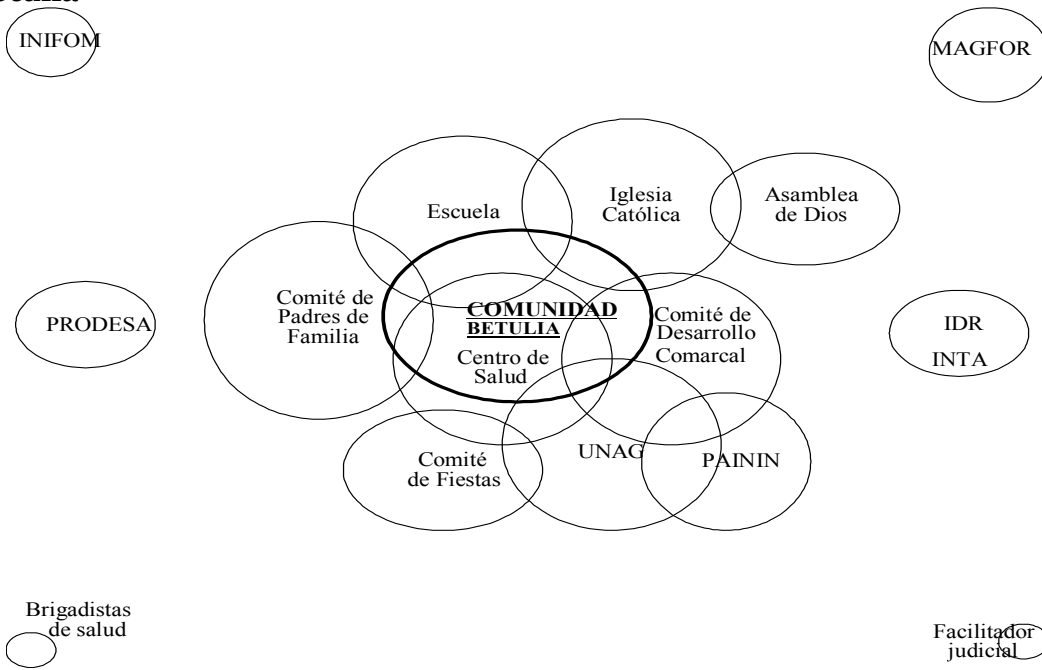 INIFOM
MAGFOR
Escuela
Iglesia
Católica
Asamblea
de Dios
PRODESA
Comité de
Padres de
Familia
COMUNIDAD
BETULIA
Centro de
Salud
Comité de
Desarrollo
Comarcal
IDR
INTA
Comité
de Fiestas
UNAG
PAININ
Brigadistas
de salud
Facilitador
judicial